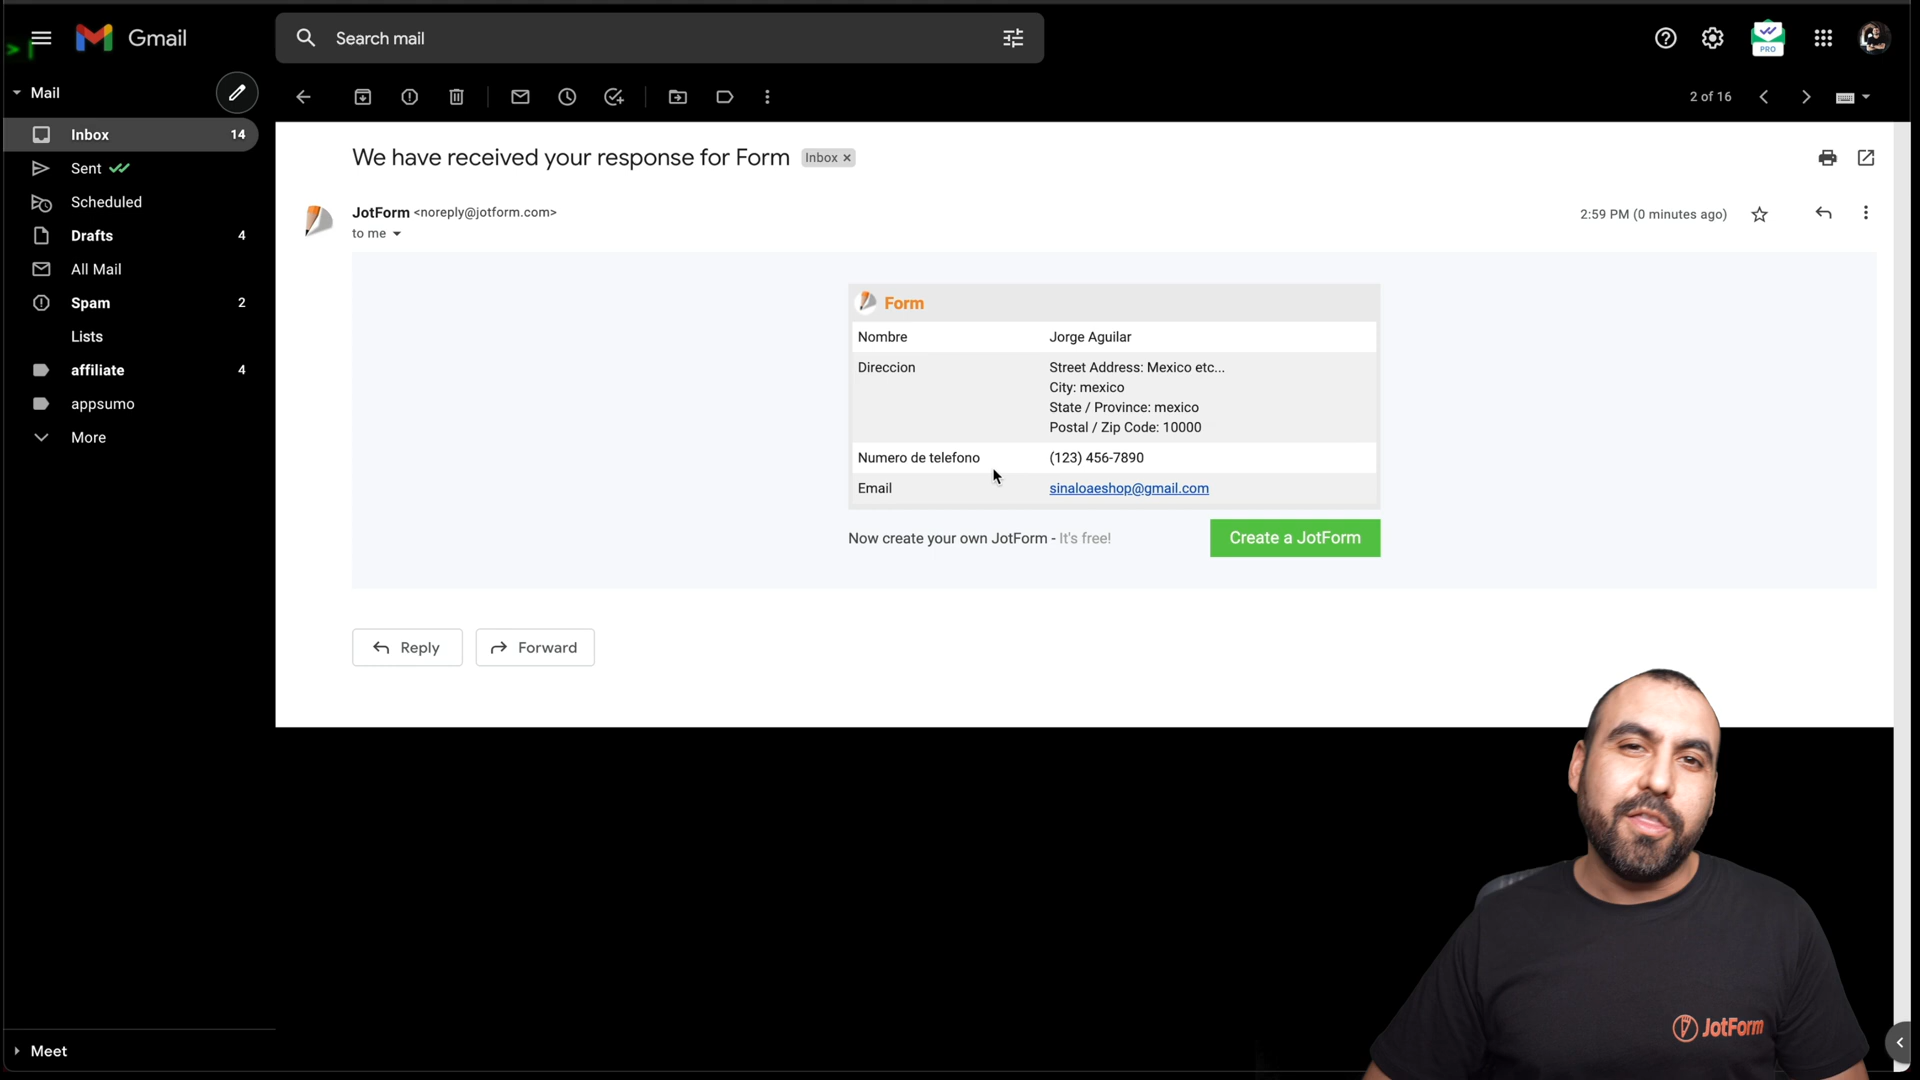 Gmail
Search mail
PRO
Mail
2 of 16
Inbox 14
Sent
Scheduled
Drafts 4
All Mail
Spam 2
Lists
affiliate 4
appsumo
More
Meet
We have received your response for Form Inbox ×
JotForm <noreply@jotform.com>
2:59 PM (0 minutes ago)
to me
Form
Nombre Jorge Aguilar
Direccion Street Address: Mexico etc...
City: mexico
State / Province: mexico
Postal / Zip Code: 10000
Numero de telefono (123) 456-7890
Email sinaloaeshop@gmail.com
Now create your own JotForm - It's free!
Create a JotForm
Reply
Forward
JotForm